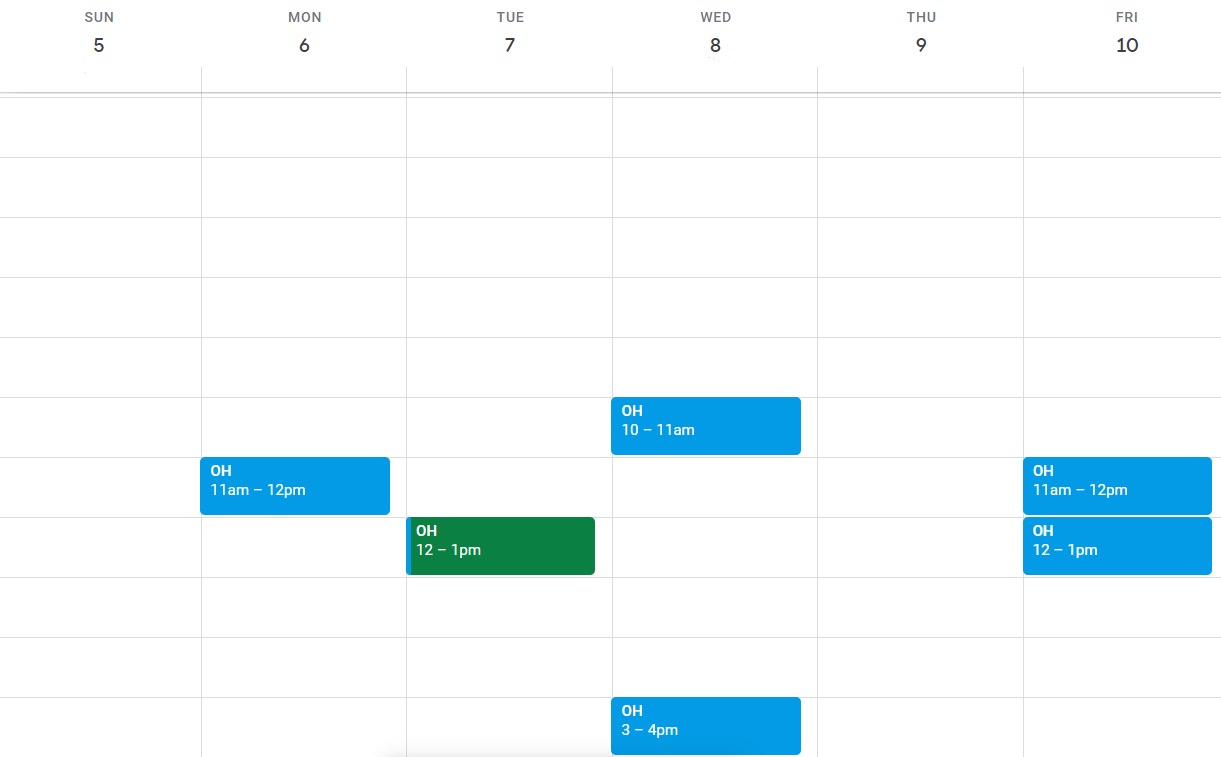 SUN
5
MON
6
TUE
7
WED
8
THU
9
FRI
10
OH
10 – 11am
OH
11am – 12pm
OH
11am – 12pm
OH
12 – 1pm
OH
12 – 1pm
OH
3 – 4pm